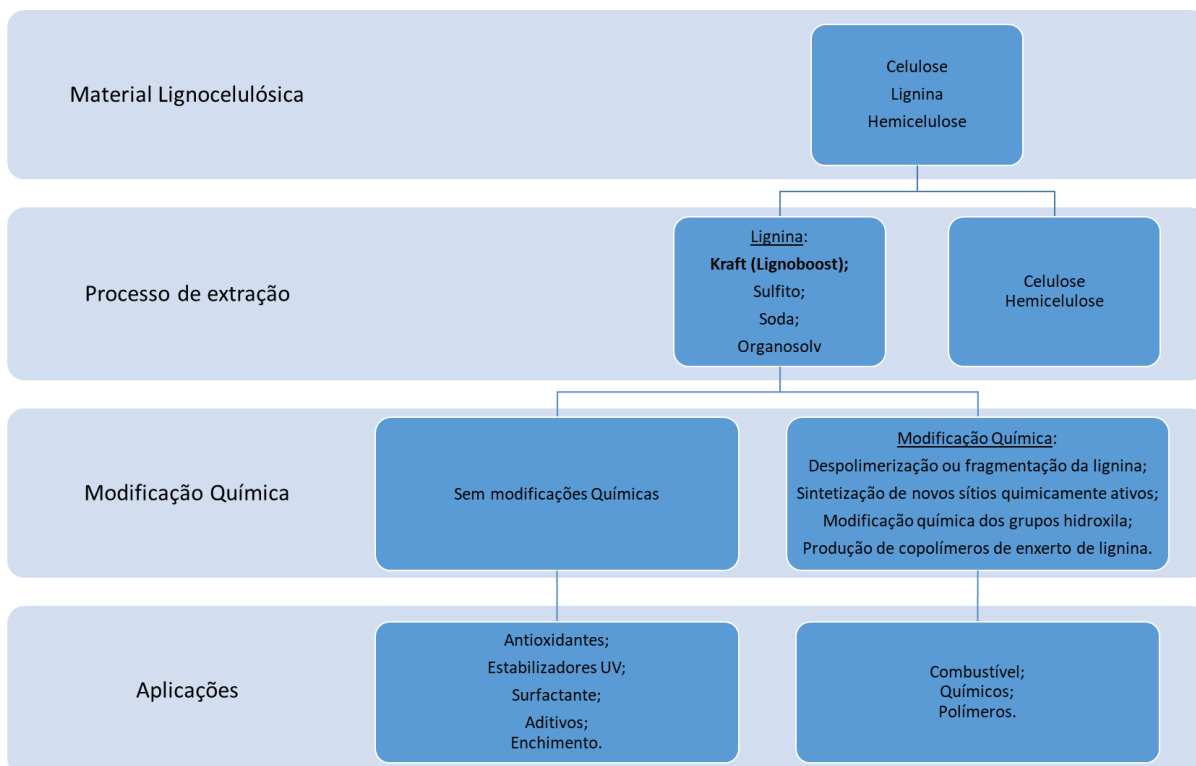 Material Lignocelulósica
Celulose
Lignina
Hemicelulose
Processo de extração
Lignina:
Kraft (Lignoboost);
Sulfito;
Soda;
Organosolv
Celulose
Hemicelulose
Modificação Química
Sem modificações Químicas
Modificação Química:
Despolimerização ou fragmentação da lignina;
Sintetização de novos sítios quimicamente ativos;
Modificação química dos grupos hidroxila;
Produção de copolímeros de enxerto de lignina.
Aplicações
Antioxidantes;
Estabilizadores UV;
Surfactante;
Aditivos;
Enchimento.
Combustível;
Químicos;
Polímeros.